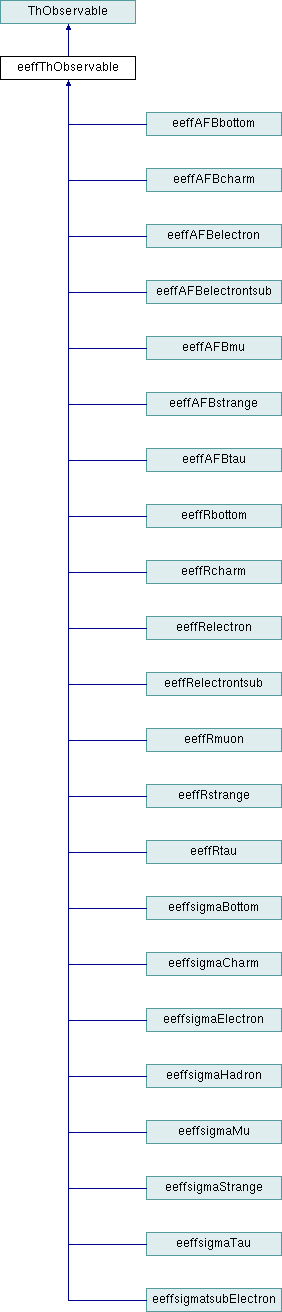 ThObservable
eeffThObservable
eeffAFBbottom
eeffAFBcharm
eeffAFBelectron
eeffAFBelectrontsub
eeffAFBmu
eeffAFBstrange
eeffAFBtau
eeffRbottom
eeffRcharm
eeffRelectron
eeffRelectrontsub
eeffRmuon
eeffRstrange
eeffRtau
eeffsigmaBottom
eeffsigmaCharm
eeffsigmaElectron
eeffsigmaHadron
eeffsigmaMu
eeffsigmaStrange
eeffsigmaTau
eeffsigmatsubElectron